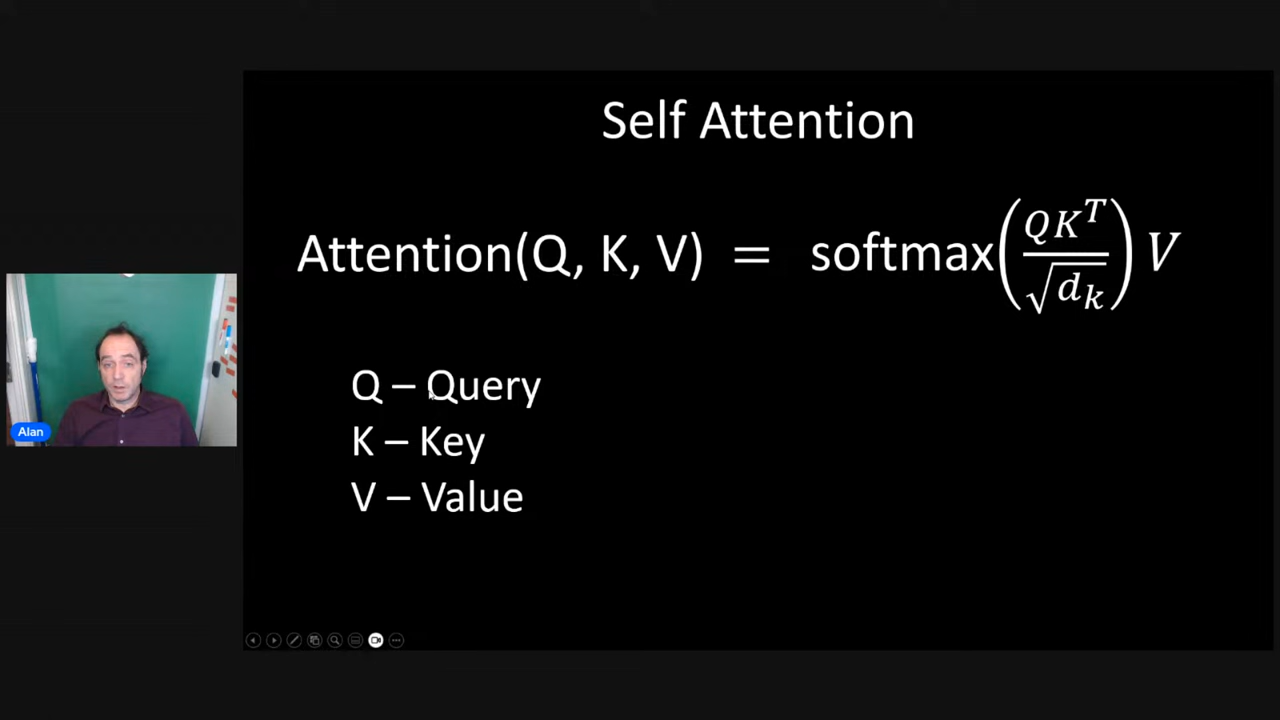 Self Attention
Attention(Q, K, V) = softmax(QK^T/√d_k)V
Q – Query
K – Key
V – Value
Alan